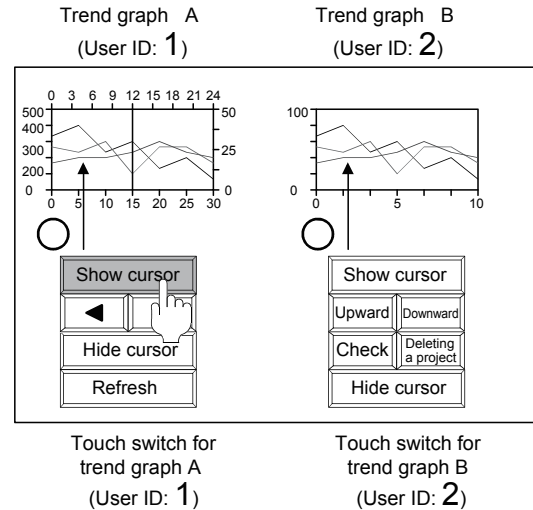 Trend graph A
(User ID: 1)
Trend graph B
(User ID: 2)
0 3 6 9 12 15 18 21 24
500
400
300
200
0
50
25
0
0 5 10 15 20 25 30
100
0
0 5 10
Show cursor
◀
Hide cursor
Refresh
Show cursor
Upward
Downward
Check
Deleting
a project
Hide cursor
Touch switch for
trend graph A
(User ID: 1)
Touch switch for
trend graph B
(User ID: 2)